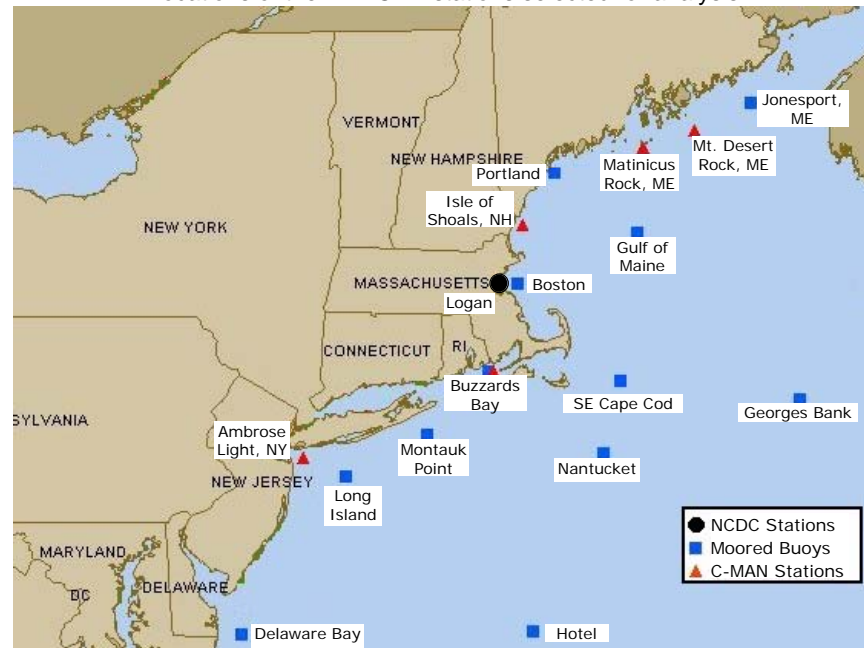 VERMONT
NEW HAMPSHIRE
NEW YORK
MASSACHUSETTS
CONNECTICUT
RI
SYLVANIA
NEW JERSEY
MARYLAND
DC
DELAWARE
Jonesport,
ME
Mt. Desert
Rock, ME
Matinicus
Rock, ME
Portland
Isle of
Shoals, NH
Gulf of
Maine
Boston
Logan
Buzzards
Bay
SE Cape Cod
Georges Bank
Ambrose
Light, NY
Montauk
Point
Nantucket
Long
Island
Delaware Bay
Hotel
NCDC Stations
Moored Buoys
C-MAN Stations